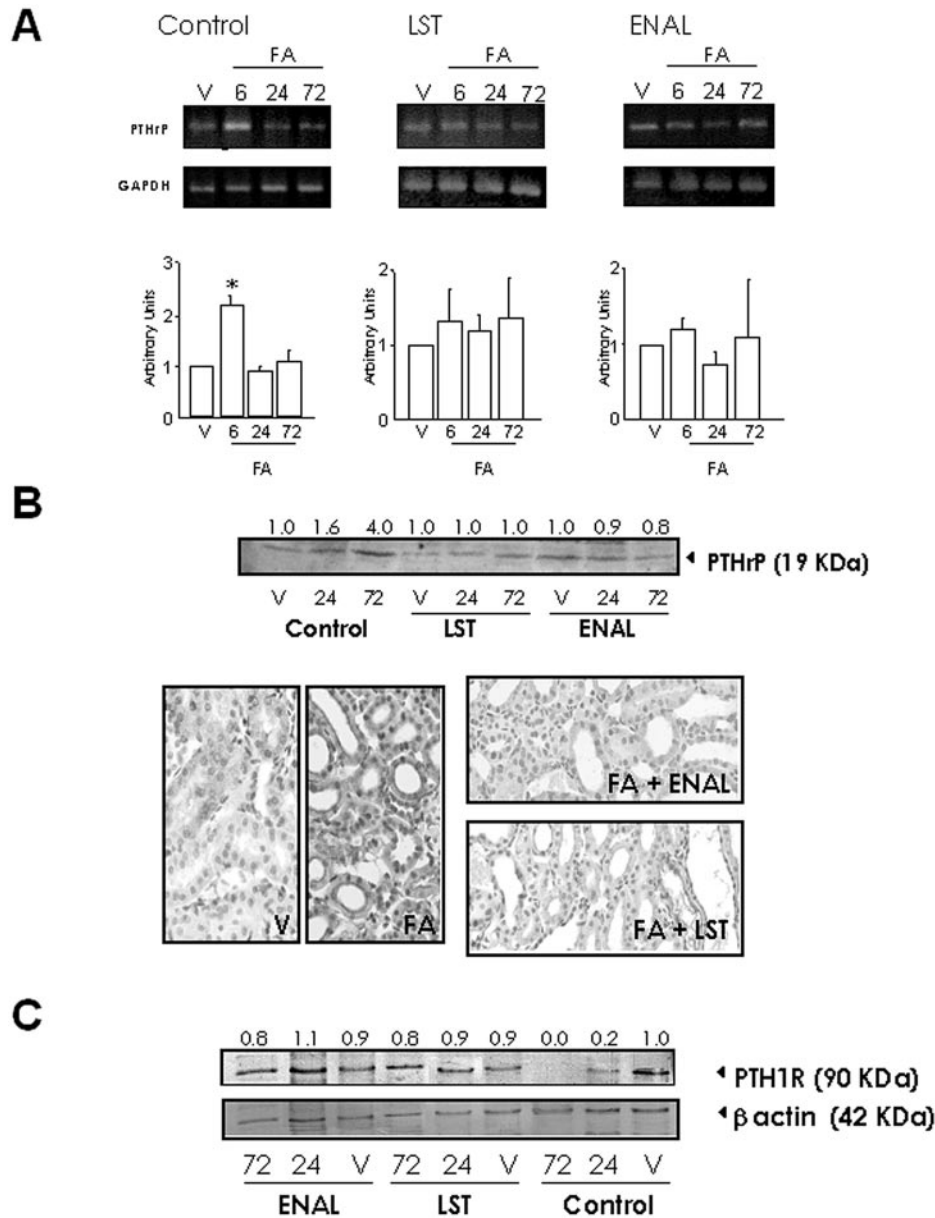 A
Control LST ENAL
FA FA FA
V 6 24 72 V 6 24 72 V 6 24 72
PTHrP
GAPDH
3 2 2
2
1 1 1
0 0 0
Arbitrary Units Arbitrary Units Arbitrary Units
*
V 6 24 72 V 6 24 72 V 6 24 72
FA FA FA
B
1.0 1.6 4.0 1.0 1.0 1.0 1.0 0.9 0.8
PTHrP (19 KDa)
V 24 72 V 24 72 V 24 72
Control LST ENAL
V FA FA + ENAL
FA + LST
C
0.8 1.1 0.9 0.8 0.9 0.9 0.0 0.2 1.0
PTH1R (90 KDa)
β actin (42 KDa)
72 24 V 72 24 V 72 24 V
ENAL LST Control